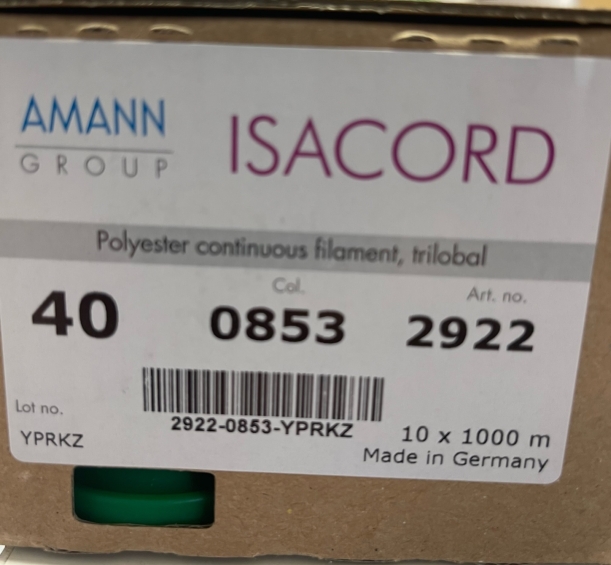 AMANN
GROUP
ISACORD
Polyester continuous filament, trilobal
40
Col.
0853
Art. no.
2922
Lot no.
YPRKZ
2922-0853-YPRKZ
10 x 1000 m
Made in Germany